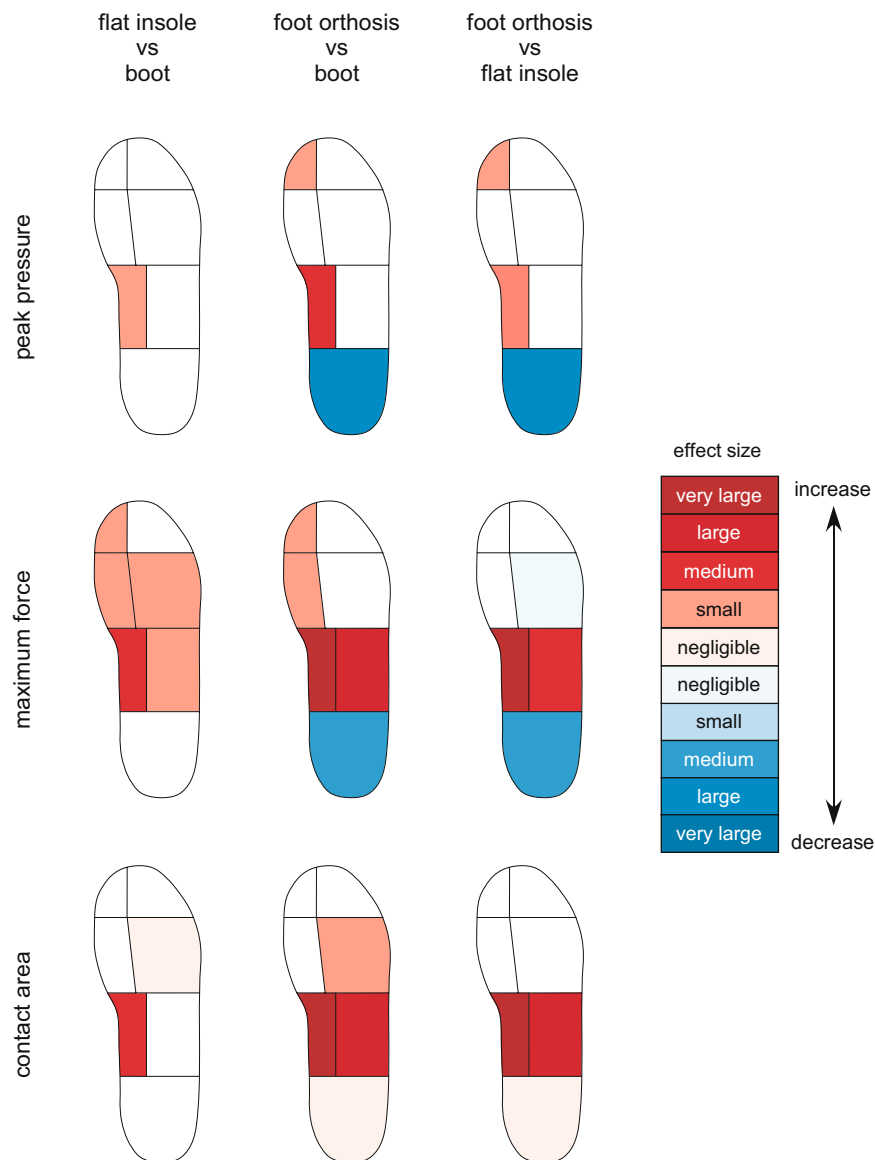 flat insole
vs
boot
foot orthosis
vs
boot
foot orthosis
vs
flat insole
peak pressure
maximum force
contact area
effect size
very large
large
medium
small
negligible
negligible
small
medium
large
very large
increase
decrease